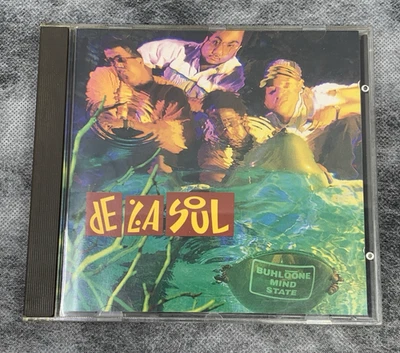 DE LA SOUL
BUHLOONE
MIND
STATE